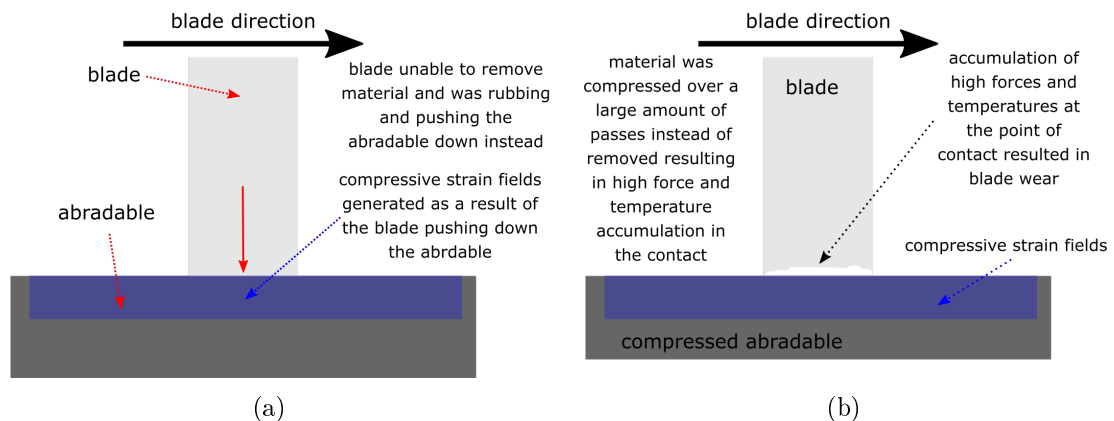 blade direction
blade
blade unable to remove
material and was rubbing
and pushing the
abradable down instead
compressive strain fields
generated as a result of
the blade pushing down
the abrdable
abradable
(a)
blade direction
material was
compressed over a
large amount of
passes instead of
removed resulting
in high force and
temperature
accumulation in
the contact
blade
accumulation of
high forces and
temperatures at
the point of
contact resulted in
blade wear
compressive strain fields
compressed abradable
(b)